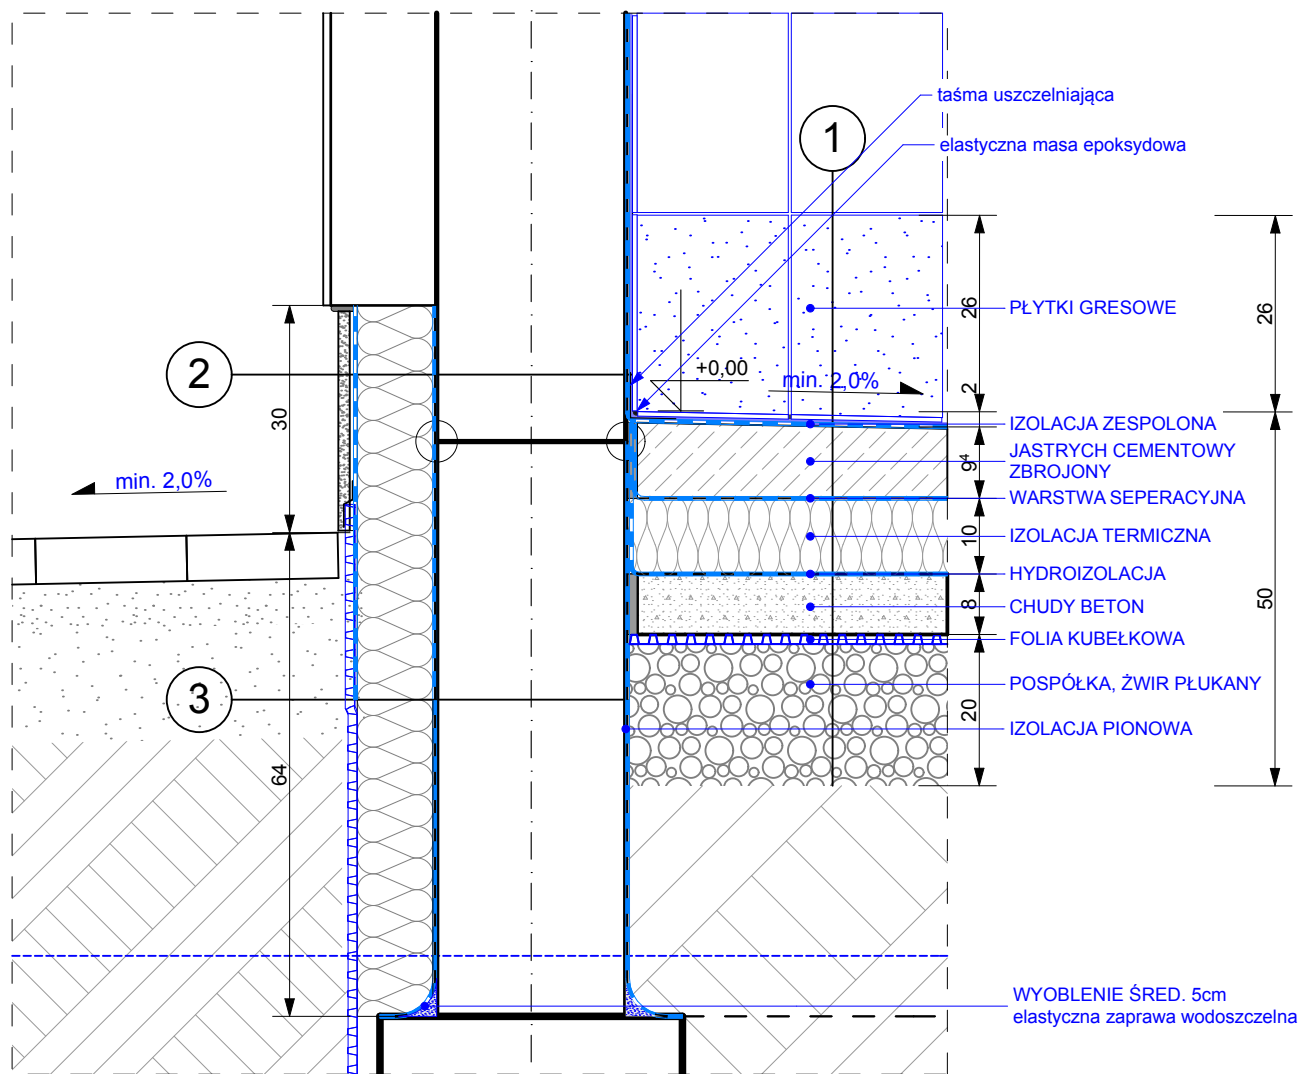 taśma uszczelniająca
1
elastyczna masa epoksydowa
26
26
PŁYTKI GRESOWE
2
+0,00
min. 2,0%
2
30
IZOLACJA ZESPOLONA
JASTRYCH CEMENTOWY
ZBROJONY
9⁴
min. 2,0%
WARSTWA SEPERACYJNA
10
IZOLACJA TERMICZNA
HYDROIZOLACJA
8
CHUDY BETON
50
FOLIA KUBEŁKOWA
3
POSPÓŁKA, ŻWIR PŁUKANY
20
IZOLACJA PIONOWA
64
WYOBLENIE ŚRED. 5cm
elastyczna zaprawa wodoszczelna